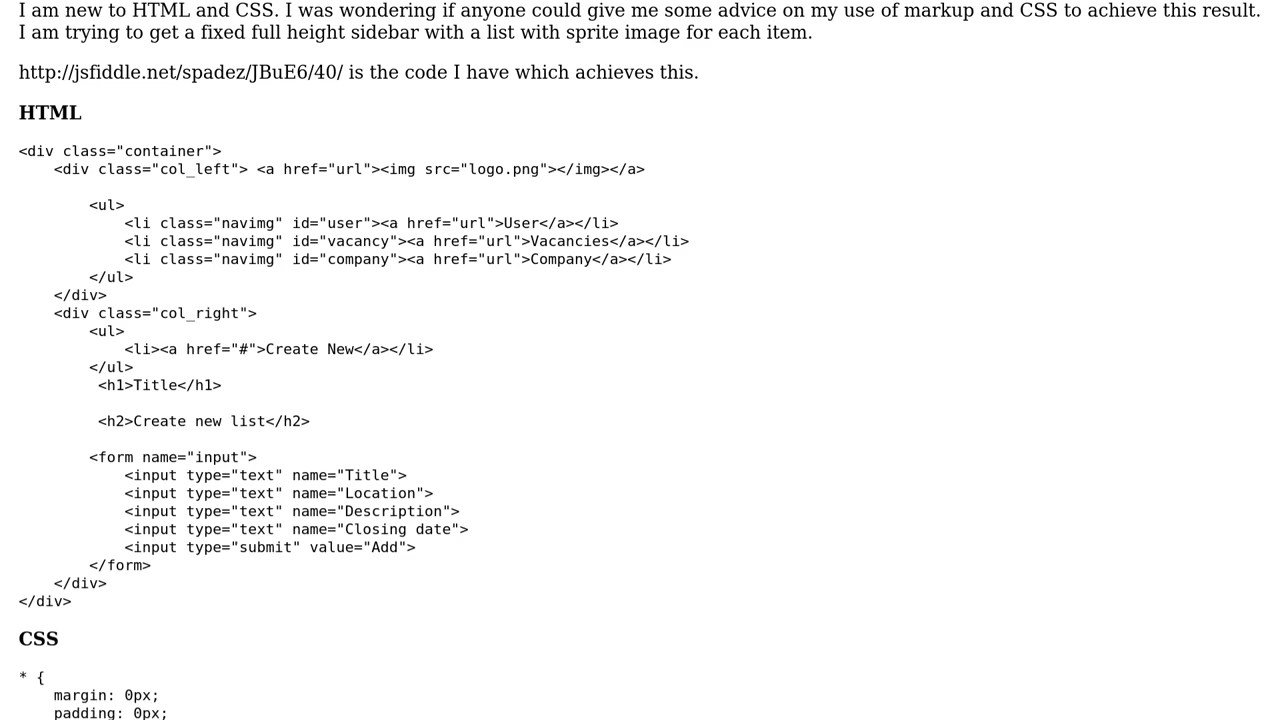 I am new to HTML and CSS. I was wondering if anyone could give me some advice on my use of markup and CSS to achieve this result.
I am trying to get a fixed full height sidebar with a list with sprite image for each item.
http://jsfiddle.net/spadez/JBuE6/40/ is the code I have which achieves this.
HTML
<div class="container">
    <div class="col_left"> <a href="url"><img src="logo.png"></img></a>
        <ul>
            <li class="navimg" id="user"><a href="url">User</a></li>
            <li class="navimg" id="vacancy"><a href="url">Vacancies</a></li>
            <li class="navimg" id="company"><a href="url">Company</a></li>
        </ul>
    </div>
    <div class="col_right">
        <ul>
            <li><a href="#">Create New</a></li>
        </ul>
         <h1>Title</h1>
         <h2>Create new list</h2>
        <form name="input">
            <input type="text" name="Title">
            <input type="text" name="Location">
            <input type="text" name="Description">
            <input type="text" name="Closing date">
            <input type="submit" value="Add">
        </form>
    </div>
</div>
CSS
* {
    margin: 0px;
    padding: 0px;